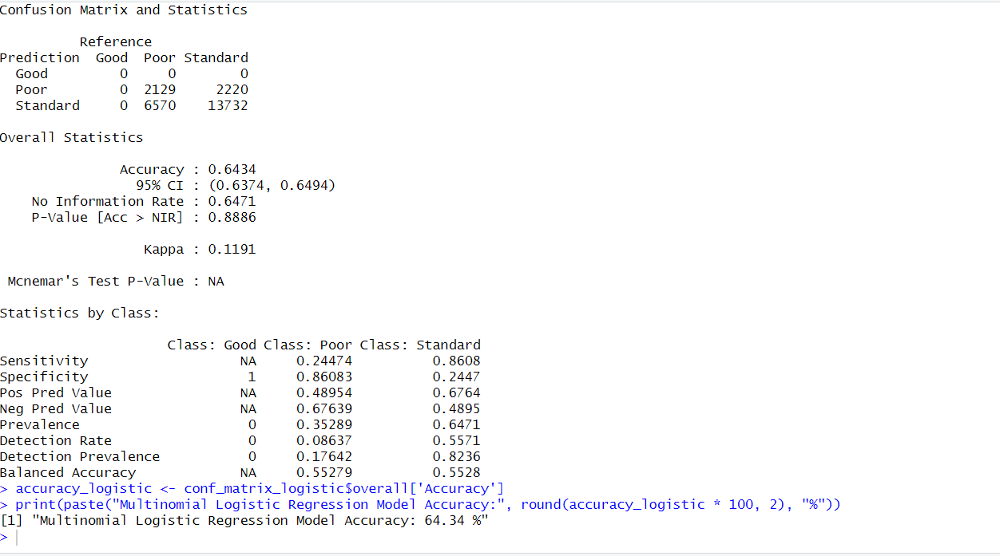 Confusion Matrix and Statistics
Reference
Prediction Good Poor Standard
Good 0 0 0
Poor 0 2129 2220
Standard 0 6570 13732
Overall Statistics
Accuracy : 0.6434
95% CI : (0.6374, 0.6494)
No Information Rate : 0.6471
P-Value [Acc > NIR] : 0.8886
Kappa : 0.1191
Mcnemar's Test P-Value : NA
Statistics by Class:
Class: Good Class: Poor Class: Standard
Sensitivity NA 0.24474 0.8608
Specificity 1 0.86083 0.2447
Pos Pred Value NA 0.48954 0.6764
Neg Pred Value NA 0.67639 0.4895
Prevalence 0 0.35289 0.6471
Detection Rate 0 0.08637 0.5571
Detection Prevalence 0 0.17642 0.8236
Balanced Accuracy NA 0.55279 0.5528
> accuracy_logistic <- conf_matrix_logistic$overall['Accuracy']
> print(paste("Multinomial Logistic Regression Model Accuracy:", round(accuracy_logistic * 100, 2), "%"))
[1] "Multinomial Logistic Regression Model Accuracy: 64.34 %"
>